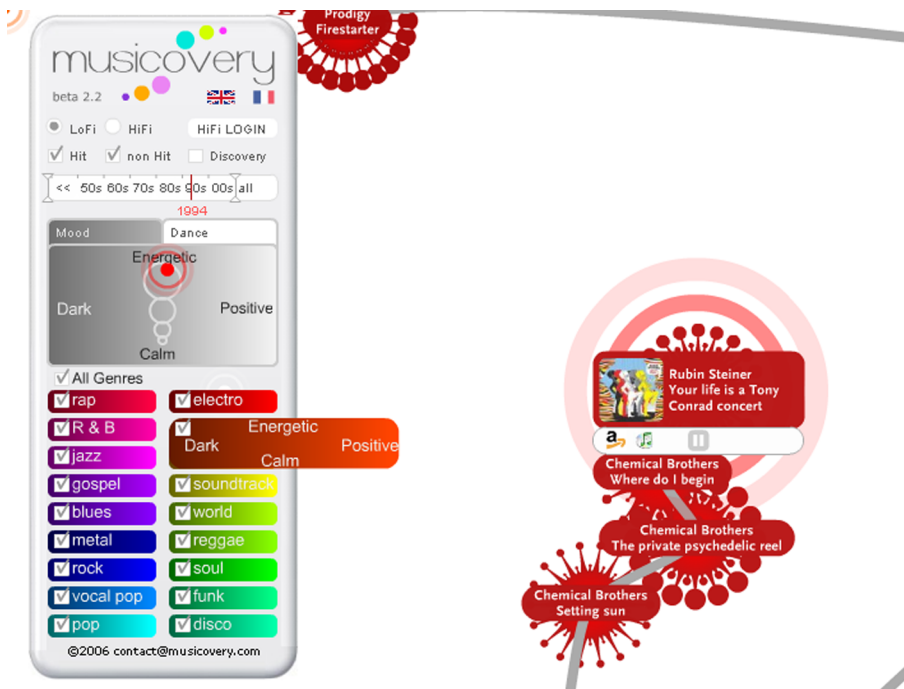 musicovery
beta 2.2
LoFi HiFi HiFi LOGIN
Hit non Hit Discovery
<< 50s 60s 70s 80s 90s 00s all
1994
Mood Dance
Energetic
Dark Positive
Calm
All Genres
rap electro
R & B Energetic
Dark Positive
Calm
jazz
gospel soundtrack
blues world
metal reggae
rock soul
vocal pop funk
pop disco
©2006 contact@musicovery.com
Prodigy
Firestarter
Rubin Steiner
Your life is a Tony
Conrad concert
a
Chemical Brothers
Where do I begin
Chemical Brothers
The private psychedelic reel
Chemical Brothers
Setting sun